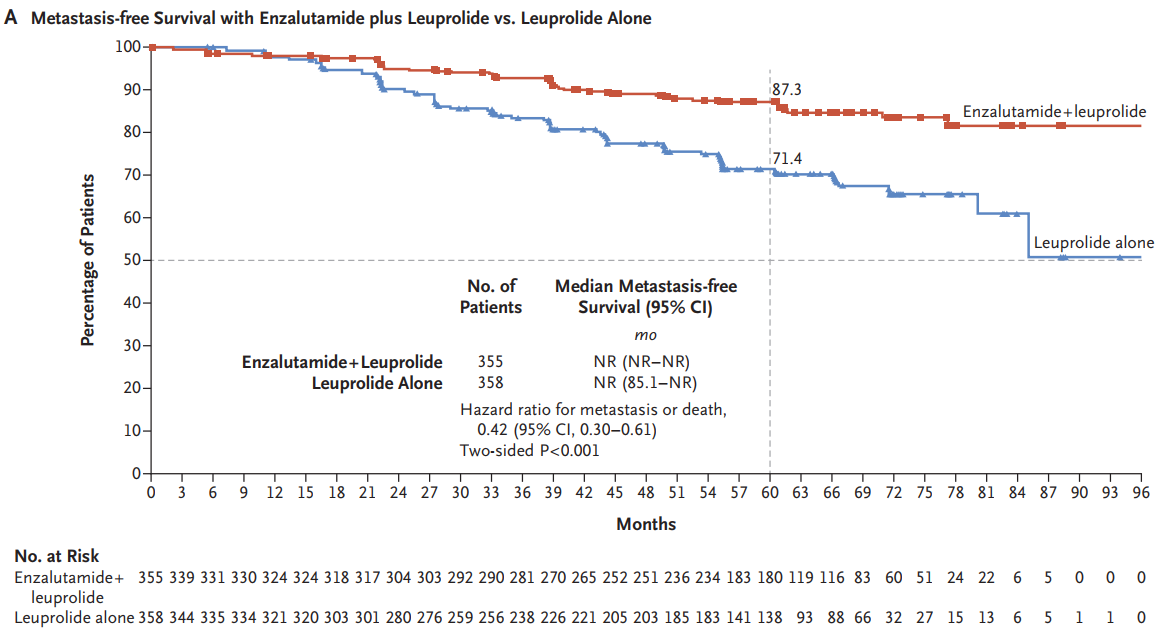 A Metastasis-free Survival with Enzalutamide plus Leuprolide vs. Leuprolide Alone
Percentage of Patients
100
90
80
70
60
50
40
30
20
10
0
87.3
71.4
Enzalutamide+leuprolide
Leuprolide alone
No. of Patients
Median Metastasis-free Survival (95% CI)
mo
Enzalutamide+Leuprolide 355 NR (NR–NR)
Leuprolide Alone 358 NR (85.1–NR)
Hazard ratio for metastasis or death,
0.42 (95% CI, 0.30–0.61)
Two-sided P<0.001
0 3 6 9 12 15 18 21 24 27 30 33 36 39 42 45 48 51 54 57 60 63 66 69 72 75 78 81 84 87 90 93 96
Months
No. at Risk
Enzalutamide+ leuprolide 355 339 331 330 324 324 318 317 304 303 292 290 281 270 265 252 251 236 234 183 180 119 116 83 60 51 24 22 6 5 0 0 0
Leuprolide alone 358 344 335 334 321 320 303 301 280 276 259 256 238 226 221 205 203 185 183 141 138 93 88 66 32 27 15 13 6 5 1 1 0